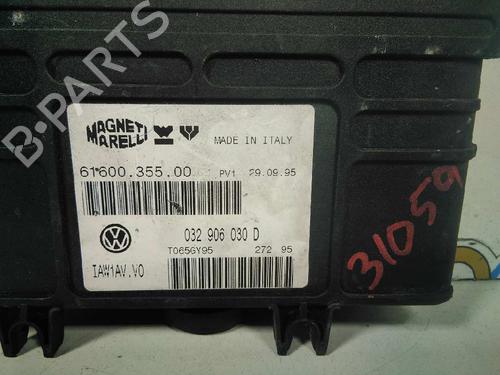 B-PARTS
MAGNETI
MARELLI
MADE IN ITALY
61600.355.00 PV1 29.09.95
032 906 030 D
T065GY95 272 95
IAW1AV.V0
31059